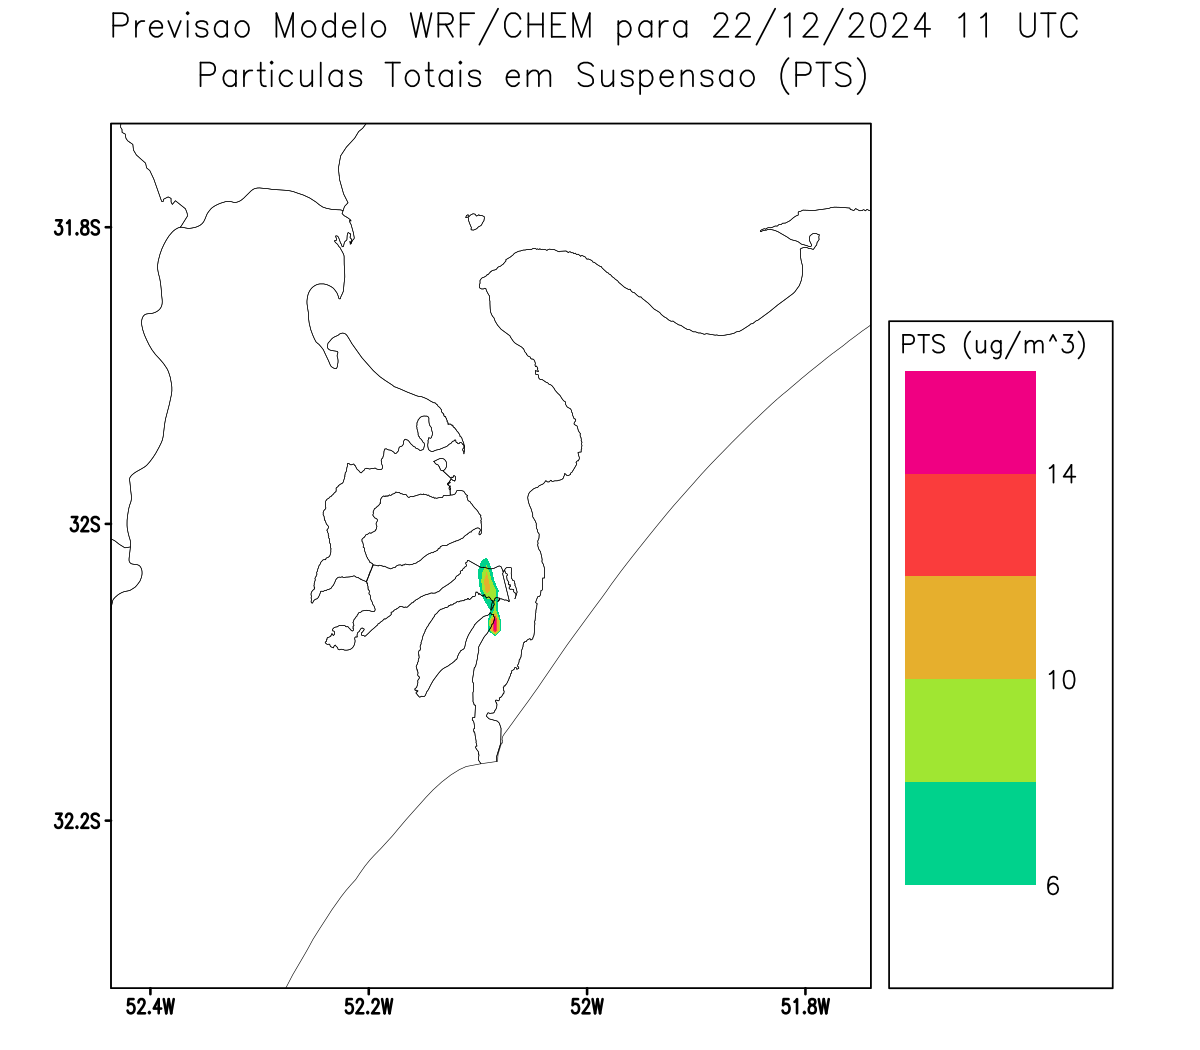 Previsao Modelo WRF/CHEM para 22/12/2024 11 UTC
Particulas Totais em Suspensao (PTS)
31.8S
32S
32.2S
52.4W
52.2W
52W
51.8W
PTS (ug/m^3)
14
10
6